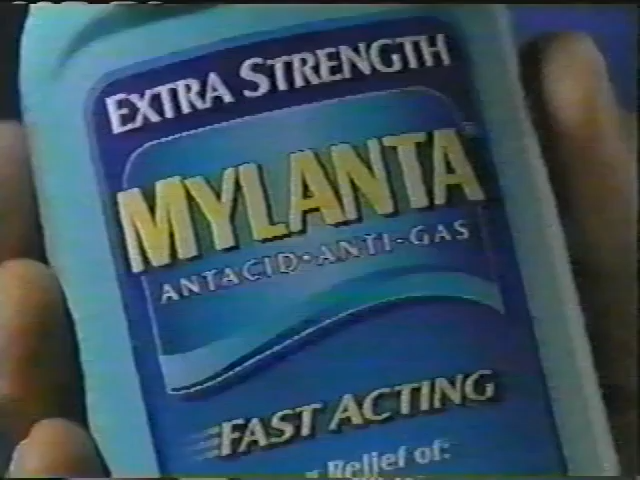 EXTRA STRENGTH
MYLANTA®
ANTACID•ANTI-GAS
FAST ACTING
Relief of: